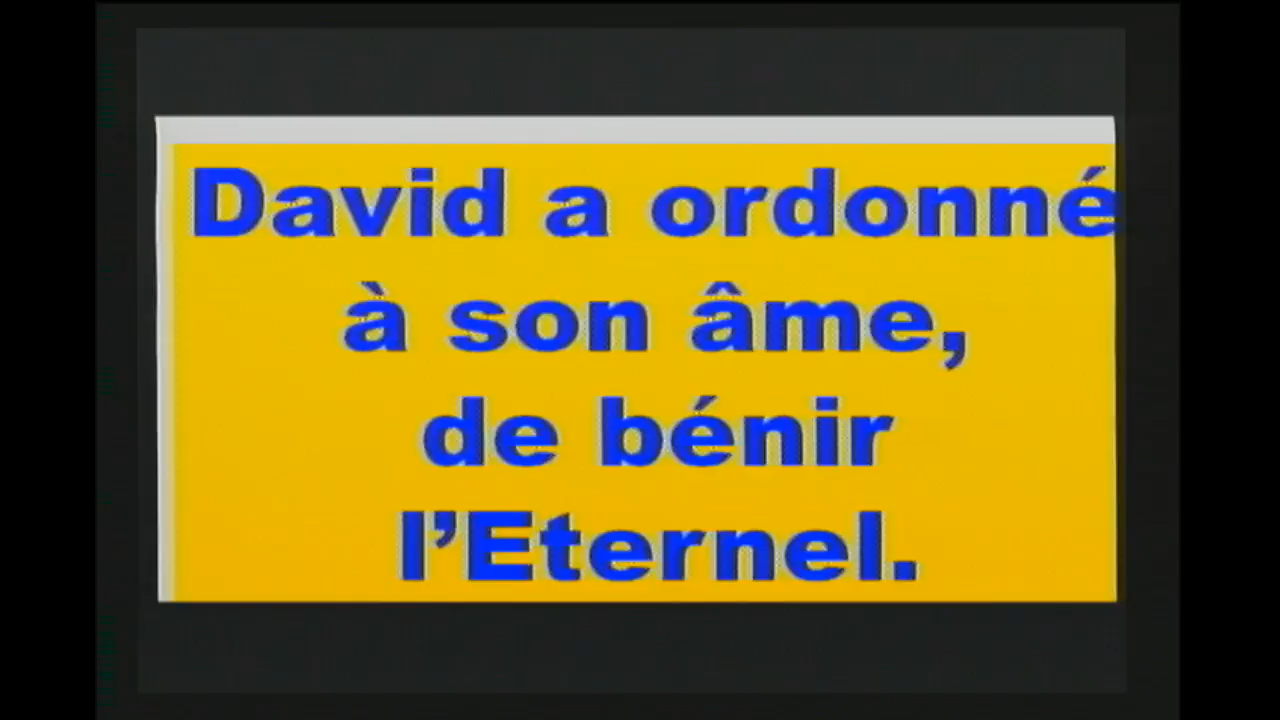 David a ordonné
à son âme,
de bénir
l’Eternel.